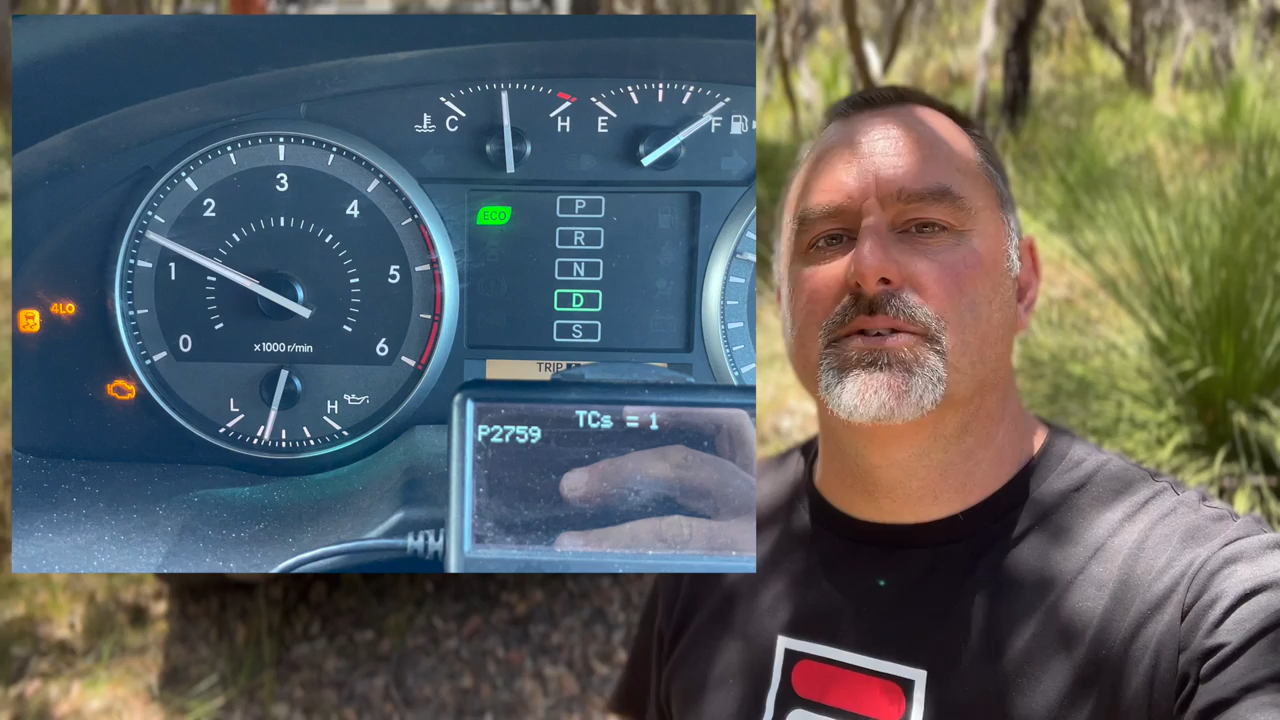 C H E F
3
2 4
1 5
0 6
x1000 r/min
L H
4LO
ECO
P
R
N
D
S
TRIP
TCs = 1
P2759